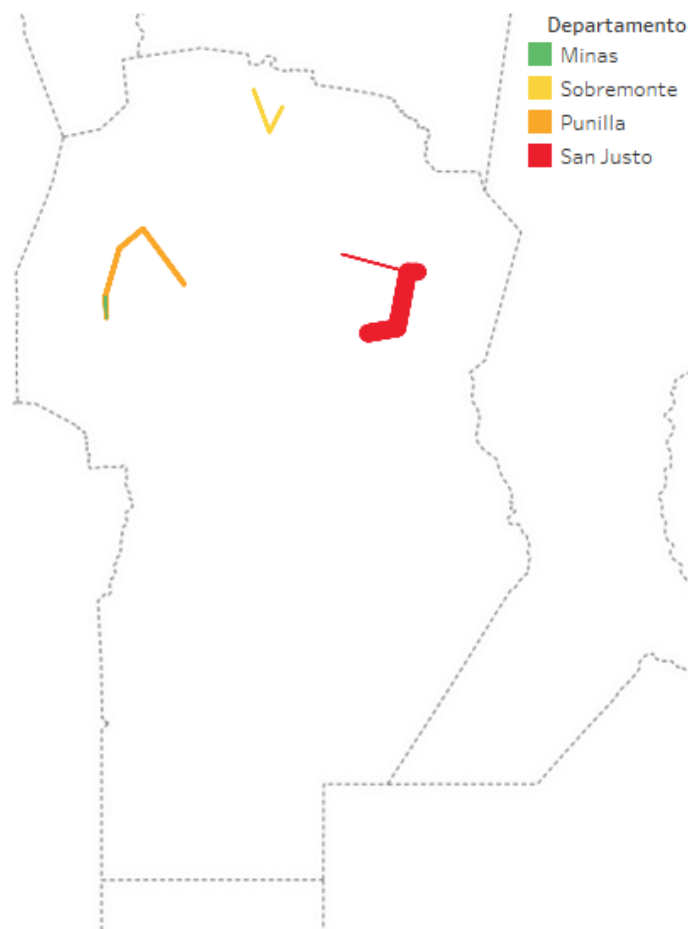 Departamento
Minas
Sobremonte
Punilla
San Justo